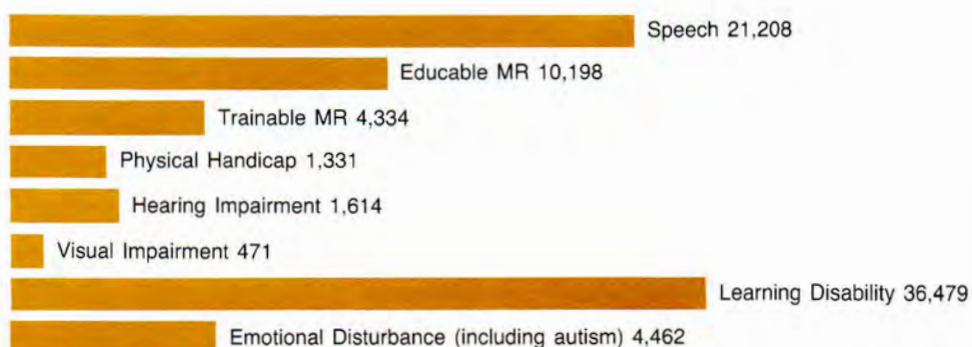 Speech 21,208
Educable MR 10,198
Trainable MR 4,334
Physical Handicap 1,331
Hearing Impairment 1,614
Visual Impairment 471
Learning Disability 36,479
Emotional Disturbance (including autism) 4,462